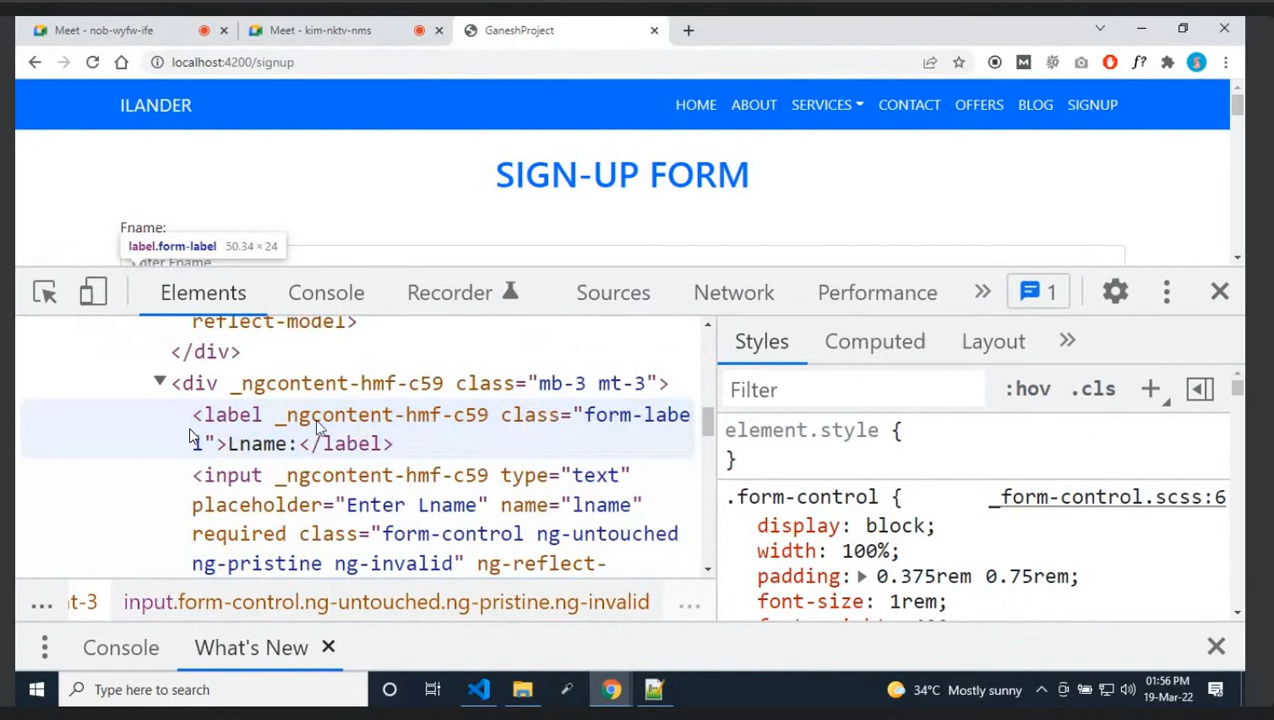 Meet - nob-wyfw-ife
Meet - kim-nktv-nms
GaneshProject
localhost:4200/signup
f?
ILANDER
HOME ABOUT SERVICES CONTACT OFFERS BLOG SIGNUP
SIGN-UP FORM
Fname:
label.form-label 50.34 × 24
Elements Console Recorder Sources Network Performance » 1
reflect-model>
</div>
<div _ngcontent-hmf-c59 class="mb-3 mt-3">
<label _ngcontent-hmf-c59 class="form-labe
l">Lname:</label>
<input _ngcontent-hmf-c59 type="text"
placeholder="Enter Lname" name="lname"
required class="form-control ng-untouched
ng-pristine ng-invalid" ng-reflect-
... t-3 input.form-control.ng-untouched.ng-pristine.ng-invalid ...
Styles Computed Layout »
Filter :hov .cls +
element.style {
}
.form-control { _form-control.scss:6
display: block;
width: 100%;
padding: 0.375rem 0.75rem;
font-size: 1rem;
Console What's New
Type here to search
34°C Mostly sunny
01:56 PM
19-Mar-22